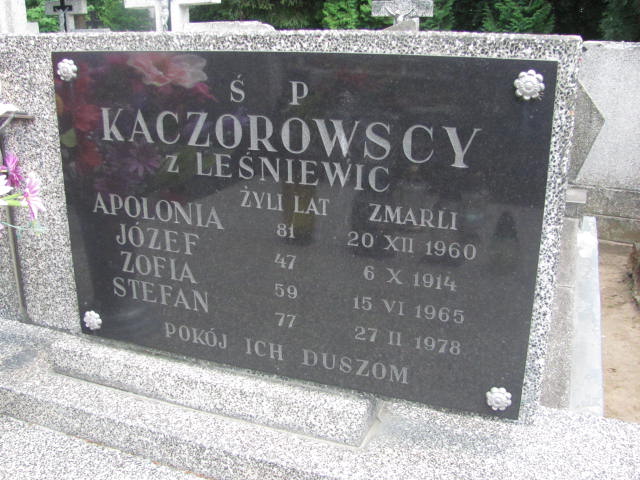 Ś P
KACZOROWSCY
Z LEŚNIEWIC
ŻYLI LAT ZMARLI
APOLONIA 81 20 XII 1960
JÓZEF 47 6 X 1914
ZOFIA 59 15 VI 1965
STEFAN 77 27 II 1978
POKÓJ ICH DUSZOM